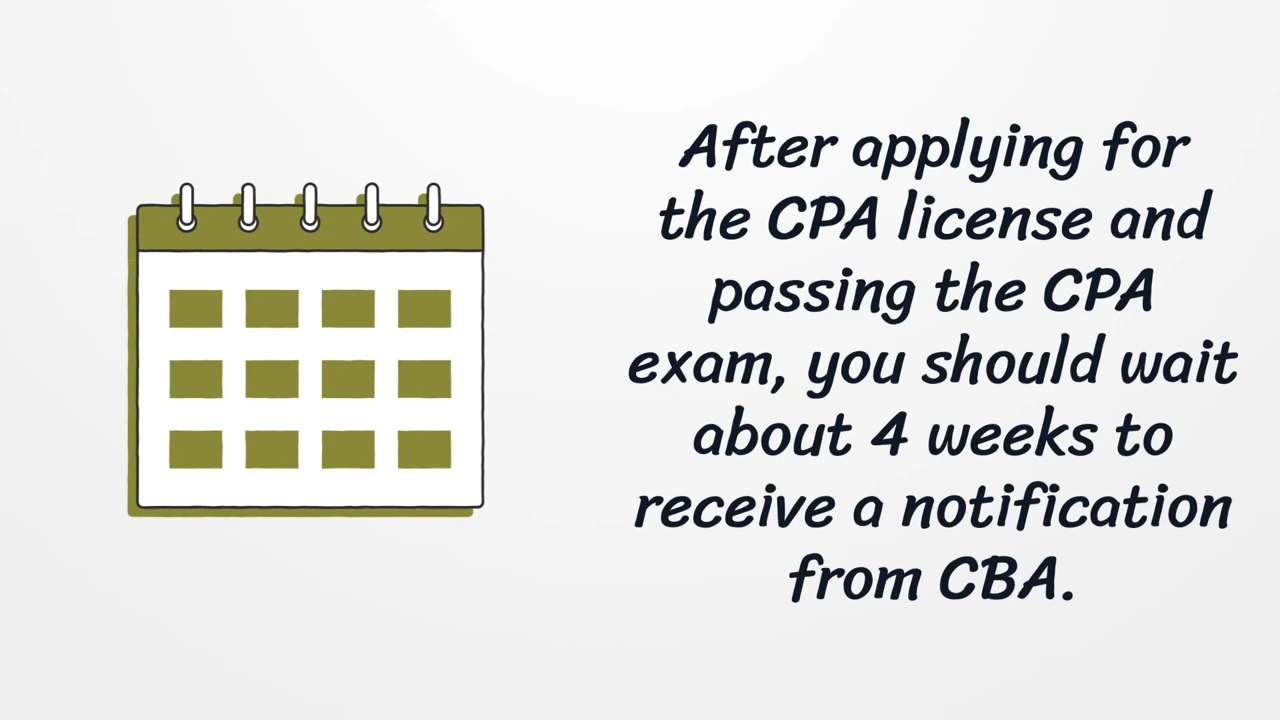 After applying for
the CPA license and
passing the CPA
exam, you should wait
about 4 weeks to
receive a notification
from CBA.